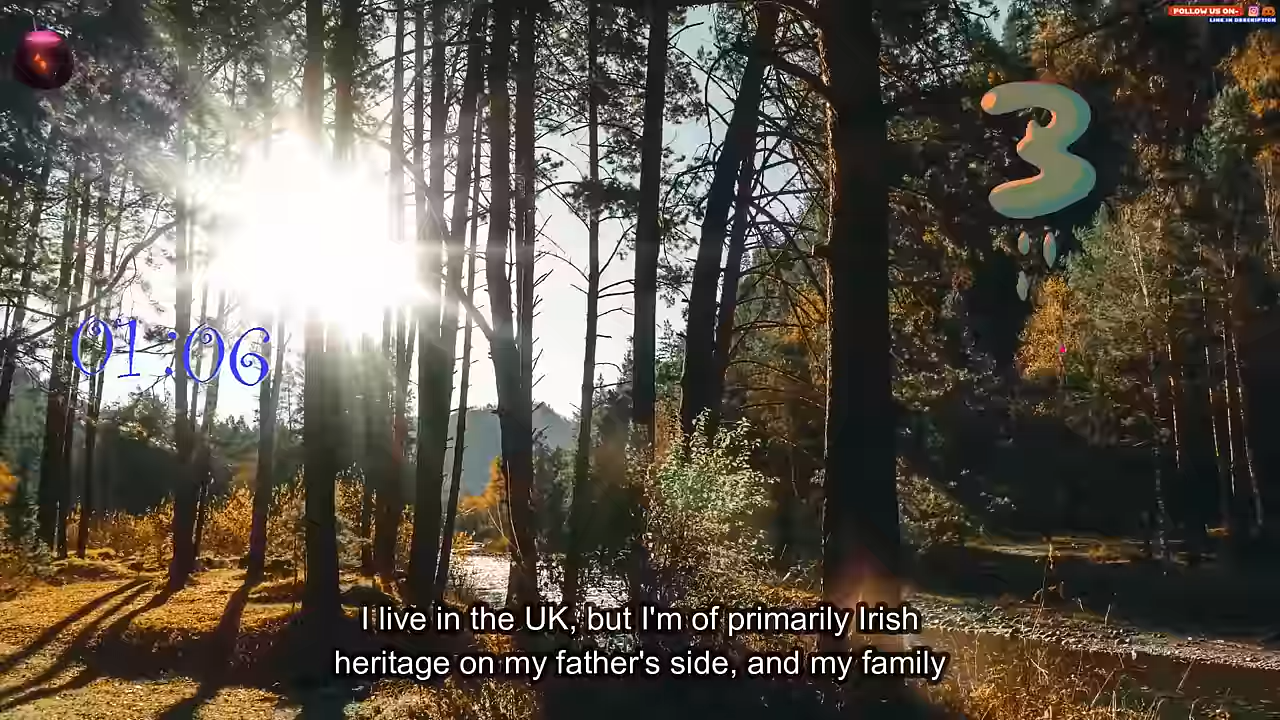 FOLLOW US ON-
LINK IN DESCRIPTION
3
01:06
I live in the UK, but I'm of primarily Irish
heritage on my father's side, and my family